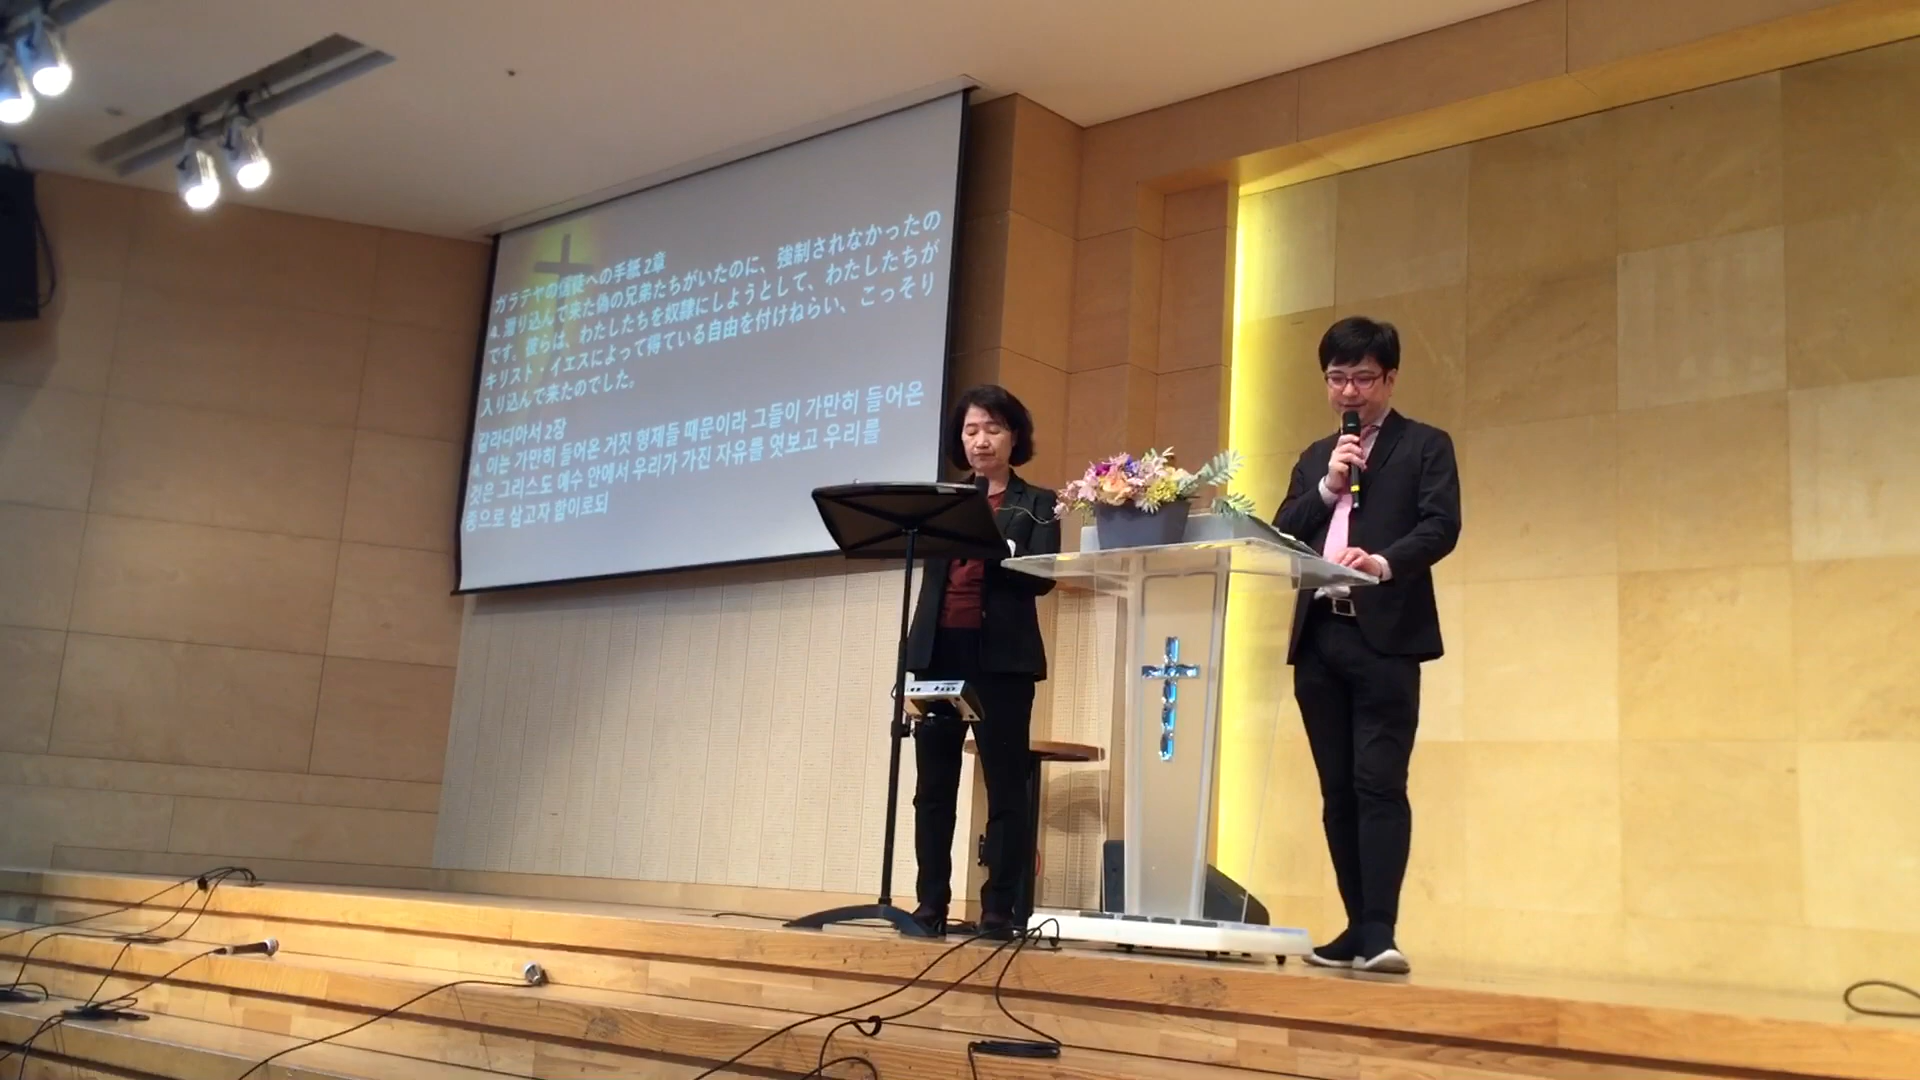 ガラテヤの信徒への手紙 2章
4. 潜り込んで来た偽の兄弟たちがいたのに、強制されなかったの
です。彼らは、わたしたちを奴隷にしようとして、わたしたちが
キリスト・イエスによって得ている自由を付けねらい、こっそり
入り込んで来たのでした。
갈라디아서 2장
4. 이는 가만히 들어온 거짓 형제들 때문이라 그들이 가만히 들어온
것은 그리스도 예수 안에서 우리가 가진 자유를 엿보고 우리를
종으로 삼고자 함이로되